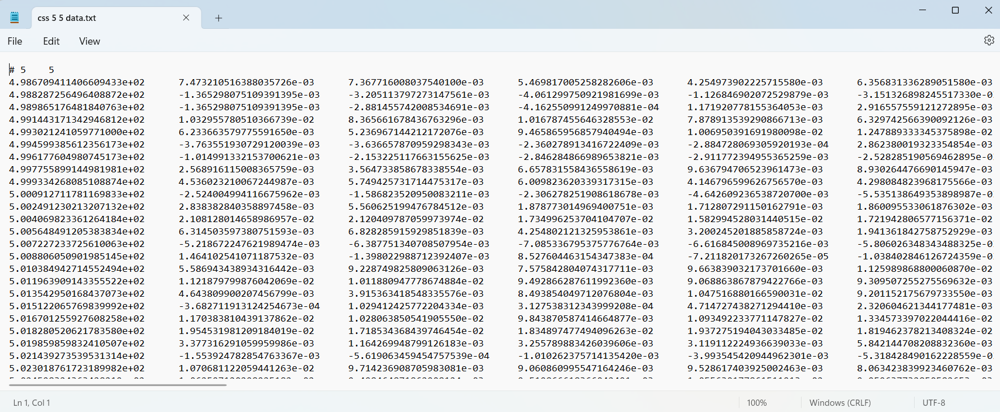 css 5 5 data.txt
File Edit View
# 5 5
4.986709411406609433e+02 7.473210516388035726e-03 7.367716008037540100e-03 5.469817005258282606e-03 4.254973902225715580e-03 6.356831336289051580e-03
4.988287256496408872e+02 -1.365298075109391395e-03 -3.205113797273147561e-03 -4.061299750921981699e-03 -1.126846902072529879e-03 -3.151326898245517330e-0
4.989865176481840763e+02 -1.365298075109391395e-03 -2.881455742008534691e-03 -4.162550991249970881e-04 1.171920778155364053e-03 2.916557559121272895e-03
4.991443171342946812e+02 1.032955780510366739e-02 8.365661678436763296e-03 1.016787455646328553e-02 7.878913539290866713e-03 6.329742566390092126e-03
4.993021241059771000e+02 6.233663579775591650e-03 5.236967144212172076e-03 9.465865956857940494e-03 1.006950391691980098e-02 1.247889333345375898e-02
4.994599385612356173e+02 -3.763551930729120039e-03 -3.636657870959298343e-03 -2.360278913416722409e-03 -2.884728069305920193e-04 2.862380019323354854e-03
4.996177604980745173e+02 -1.014991332153700621e-03 -2.153225117663155625e-03 -2.846284866989653821e-03 -2.911772394955365259e-03 -2.528285190569462895e-0
4.997755899144981981e+02 2.568916115008365759e-03 3.564733858678338554e-03 6.657831558436558619e-03 9.636794706523961473e-03 8.930264476690145947e-03
4.999334268085108874e+02 4.536023210067244987e-03 5.749425731714475317e-03 6.009823620339317315e-03 4.146796599626756570e-03 4.298084823968175566e-03
5.000912711781169833e+02 -2.524004994116675962e-03 -1.586823520950083211e-03 -2.306278251908618678e-03 -4.642609236538720700e-03 -5.535138649353898987e-0
5.002491230213207132e+02 2.838382840358897458e-03 5.560625199476784512e-03 1.878773014969400751e-03 1.712807291150162791e-03 1.860095533061876302e-03
5.004069823361264184e+02 2.108128014658986957e-02 2.120409787059973974e-02 1.734996253704104707e-02 1.582994528031440515e-02 1.721942806577156371e-02
5.005648491205383834e+02 6.314503597380751593e-03 6.828285915929851839e-03 4.254802121325953861e-03 3.200245201885858724e-03 1.941361842758752929e-03
5.007227233725610063e+02 -5.218672247621989474e-03 -6.387751340708507954e-03 -7.085336795375776764e-03 -6.616845008969735216e-03 -5.806026348343488325e-0
5.008806050901985145e+02 1.464102541071187532e-03 -1.398022988712392407e-03 8.527604463154347383e-04 -7.211820173267260265e-05 -1.038402846126724359e-0
5.010384942714552494e+02 5.586943438934316442e-03 9.228749825809063126e-03 7.575842804074317711e-03 9.663839032173701660e-03 1.125989868800060870e-02
5.011963909143355522e+02 1.121879799876042069e-02 1.011880947778674884e-02 9.492866287611992360e-03 9.068863867879422766e-03 9.309507255275569632e-03
5.013542950168437073e+02 4.643809900207456799e-03 3.915363418548335576e-03 8.493854049712076804e-03 1.047516880166590031e-02 9.201152175679733550e-03
5.015122065769839992e+02 -3.682711913124254673e-04 1.029412425772204334e-03 3.127538312343999208e-04 4.714727438271294410e-03 2.320604621344177481e-03
5.016701255927608258e+02 1.170383810439137862e-02 1.028063850541905550e-02 9.843870587414664877e-03 1.093492233771147827e-02 1.334573397022044416e-02
5.018280520621783580e+02 1.954531981209184019e-02 1.718534368439746454e-02 1.834897477494096263e-02 1.937275194043033485e-02 1.819462378213408324e-02
5.019859859832410507e+02 3.377316291059959986e-03 1.164269948799126183e-03 3.255789883426039606e-03 3.119112224936639033e-03 5.842144708208832360e-03
5.021439273539531314e+02 -1.553924782854763367e-03 -5.619063459454757539e-04 -1.010262375714135420e-03 -3.993545420944962301e-03 -5.318428490162228559e-0
5.023018761723189982e+02 1.070681122059441263e-02 9.714236908705983081e-03 9.060860995547164246e-03 9.528617403925002463e-03 8.063423839923460762e-03
Ln 1, Col 1 100% Windows (CRLF) UTF-8